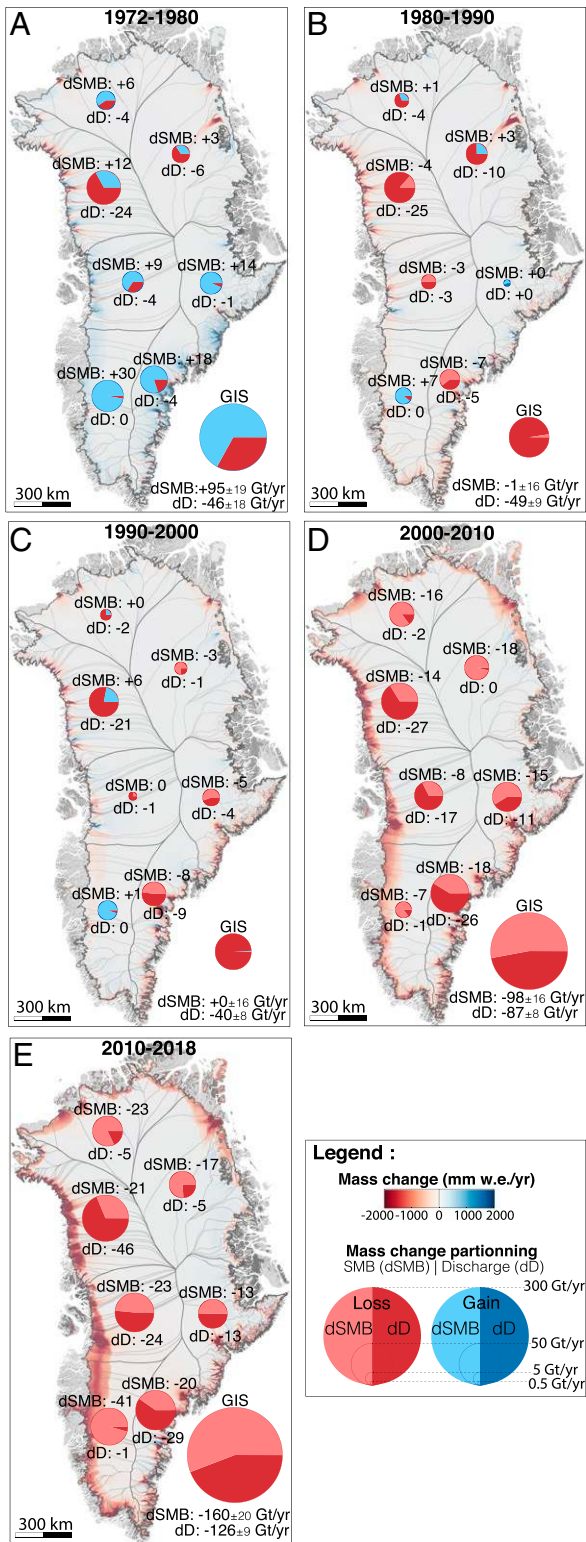 A
1972-1980
dSMB: +6
dD: -4
dSMB: +3
dD: -6
dSMB: +12
dD: -24
dSMB: +9
dD: -4
dSMB: +14
dD: -1
dSMB: +30
dD: 0
dSMB: +18
dD: -4
GIS
dSMB:+95±19 Gt/yr
dD: -46±18 Gt/yr
300 km
B
1980-1990
dSMB: +1
dD: -4
dSMB: +3
dD: -10
dSMB: -4
dD: -25
dSMB: -3
dD: -3
dSMB: +0
dD: +0
dSMB: +7
dD: 0
dSMB: -7
dD: -5
GIS
dSMB: -1±16 Gt/yr
dD: -49±9 Gt/yr
300 km
C
1990-2000
dSMB: +0
dD: -2
dSMB: -3
dD: -1
dSMB: +6
dD: -21
dSMB: 0
dD: -1
dSMB: -5
dD: -4
dSMB: +1
dD: 0
dSMB: -8
dD: -9
GIS
dSMB: +0±16 Gt/yr
dD: -40±8 Gt/yr
300 km
D
2000-2010
dSMB: -16
dD: -2
dSMB: -18
dD: 0
dSMB: -14
dD: -27
dSMB: -8
dD: -17
dSMB: -15
dD: -11
dSMB: -7
dD: -1
dSMB: -18
dD: -26
GIS
dSMB: -98±16 Gt/yr
dD: -87±8 Gt/yr
300 km
E
2010-2018
dSMB: -23
dD: -5
dSMB: -17
dD: -5
dSMB: -21
dD: -46
dSMB: -23
dD: -24
dSMB: -13
dD: -13
dSMB: -41
dD: -1
dSMB: -20
dD: -29
GIS
dSMB: -160±20 Gt/yr
dD: -126±9 Gt/yr
300 km
Legend :
Mass change (mm w.e./yr)
-2000 -1000 0 1000 2000
Mass change partionning
SMB (dSMB) | Discharge (dD)
300 Gt/yr
Loss Gain
dSMB dD dSMB dD
50 Gt/yr
5 Gt/yr
0.5 Gt/yr